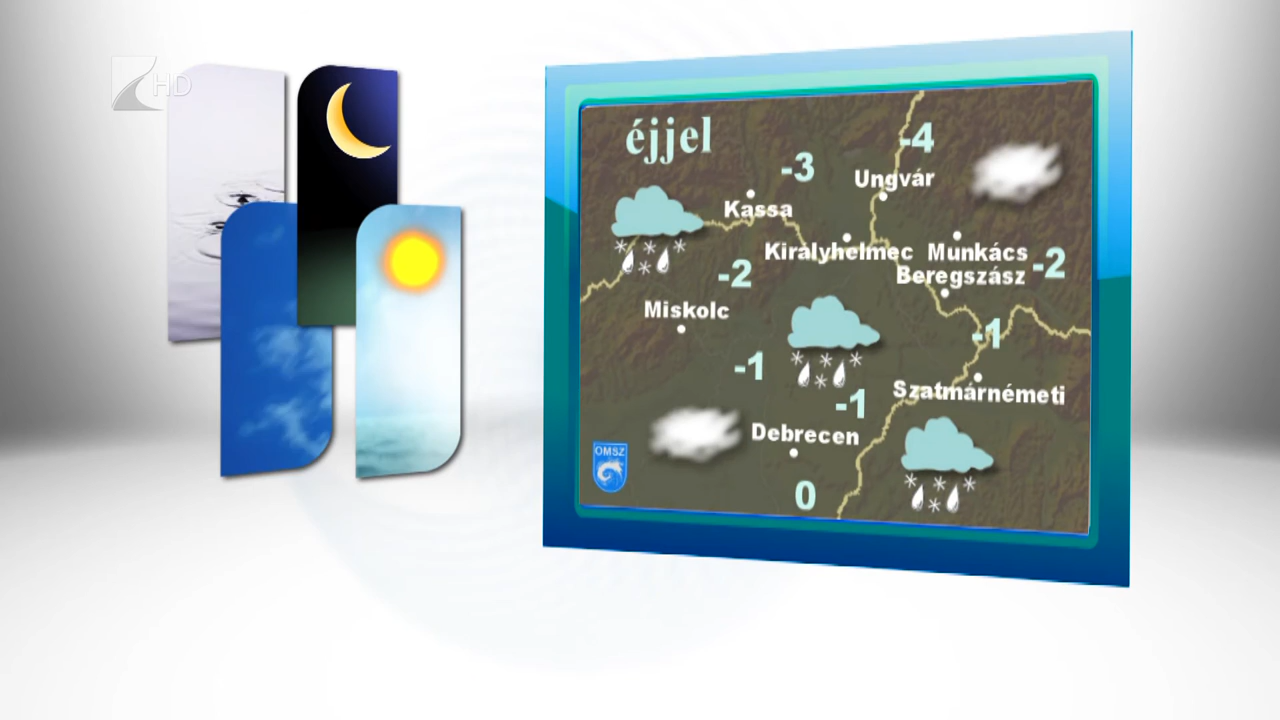 HD
éjjel
-4
-3
Ungvár
Kassa
Királyhelmec
Munkács
-2
Beregszász
-2
Miskolc
-1
-1
Szatmárnémeti
-1
Debrecen
OMSZ
0